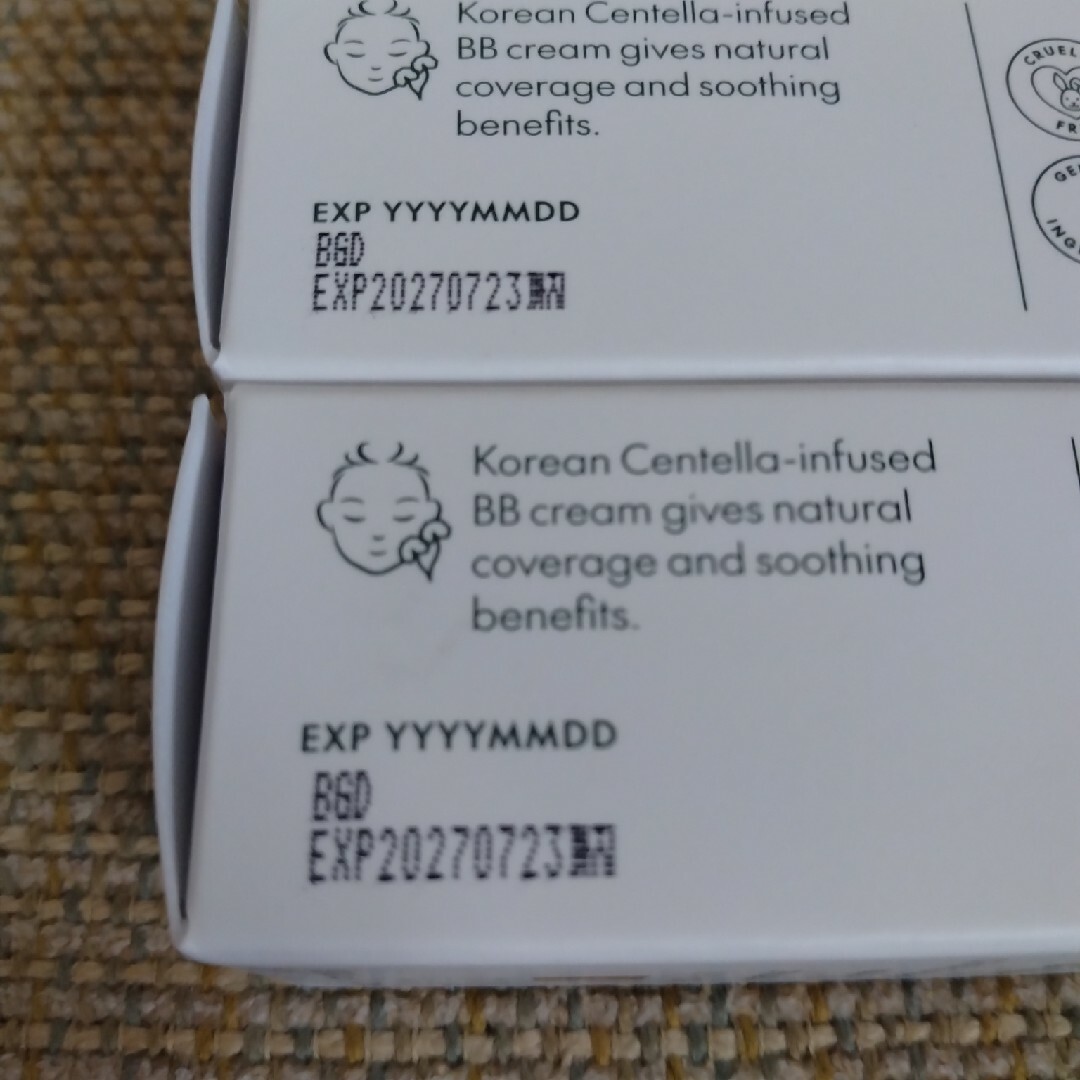 Korean Centella-infused
BB cream gives natural
coverage and soothing
benefits.
EXP YYYYMMDD
BGD
EXP20270723
Korean Centella-infused
BB cream gives natural
coverage and soothing
benefits.
EXP YYYYMMDD
BGD
EXP20270723